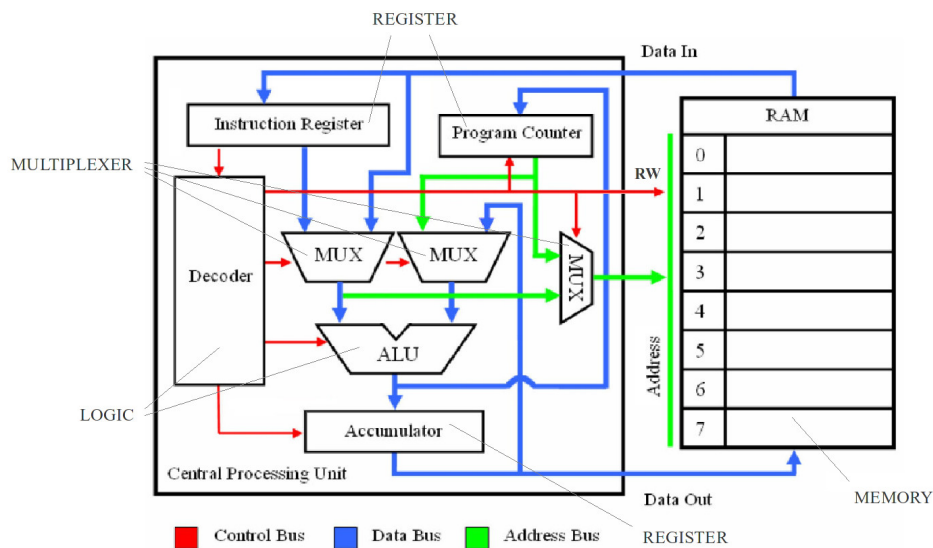 REGISTER
Data In
Instruction Register
Program Counter
RAM
MULTIPLEXER
RW
0
1
2
3
4
5
6
7
MUX
MUX
MUX
Decoder
ALU
Address
LOGIC
Accumulator
Central Processing Unit
Data Out
MEMORY
Control Bus
Data Bus
Address Bus
REGISTER